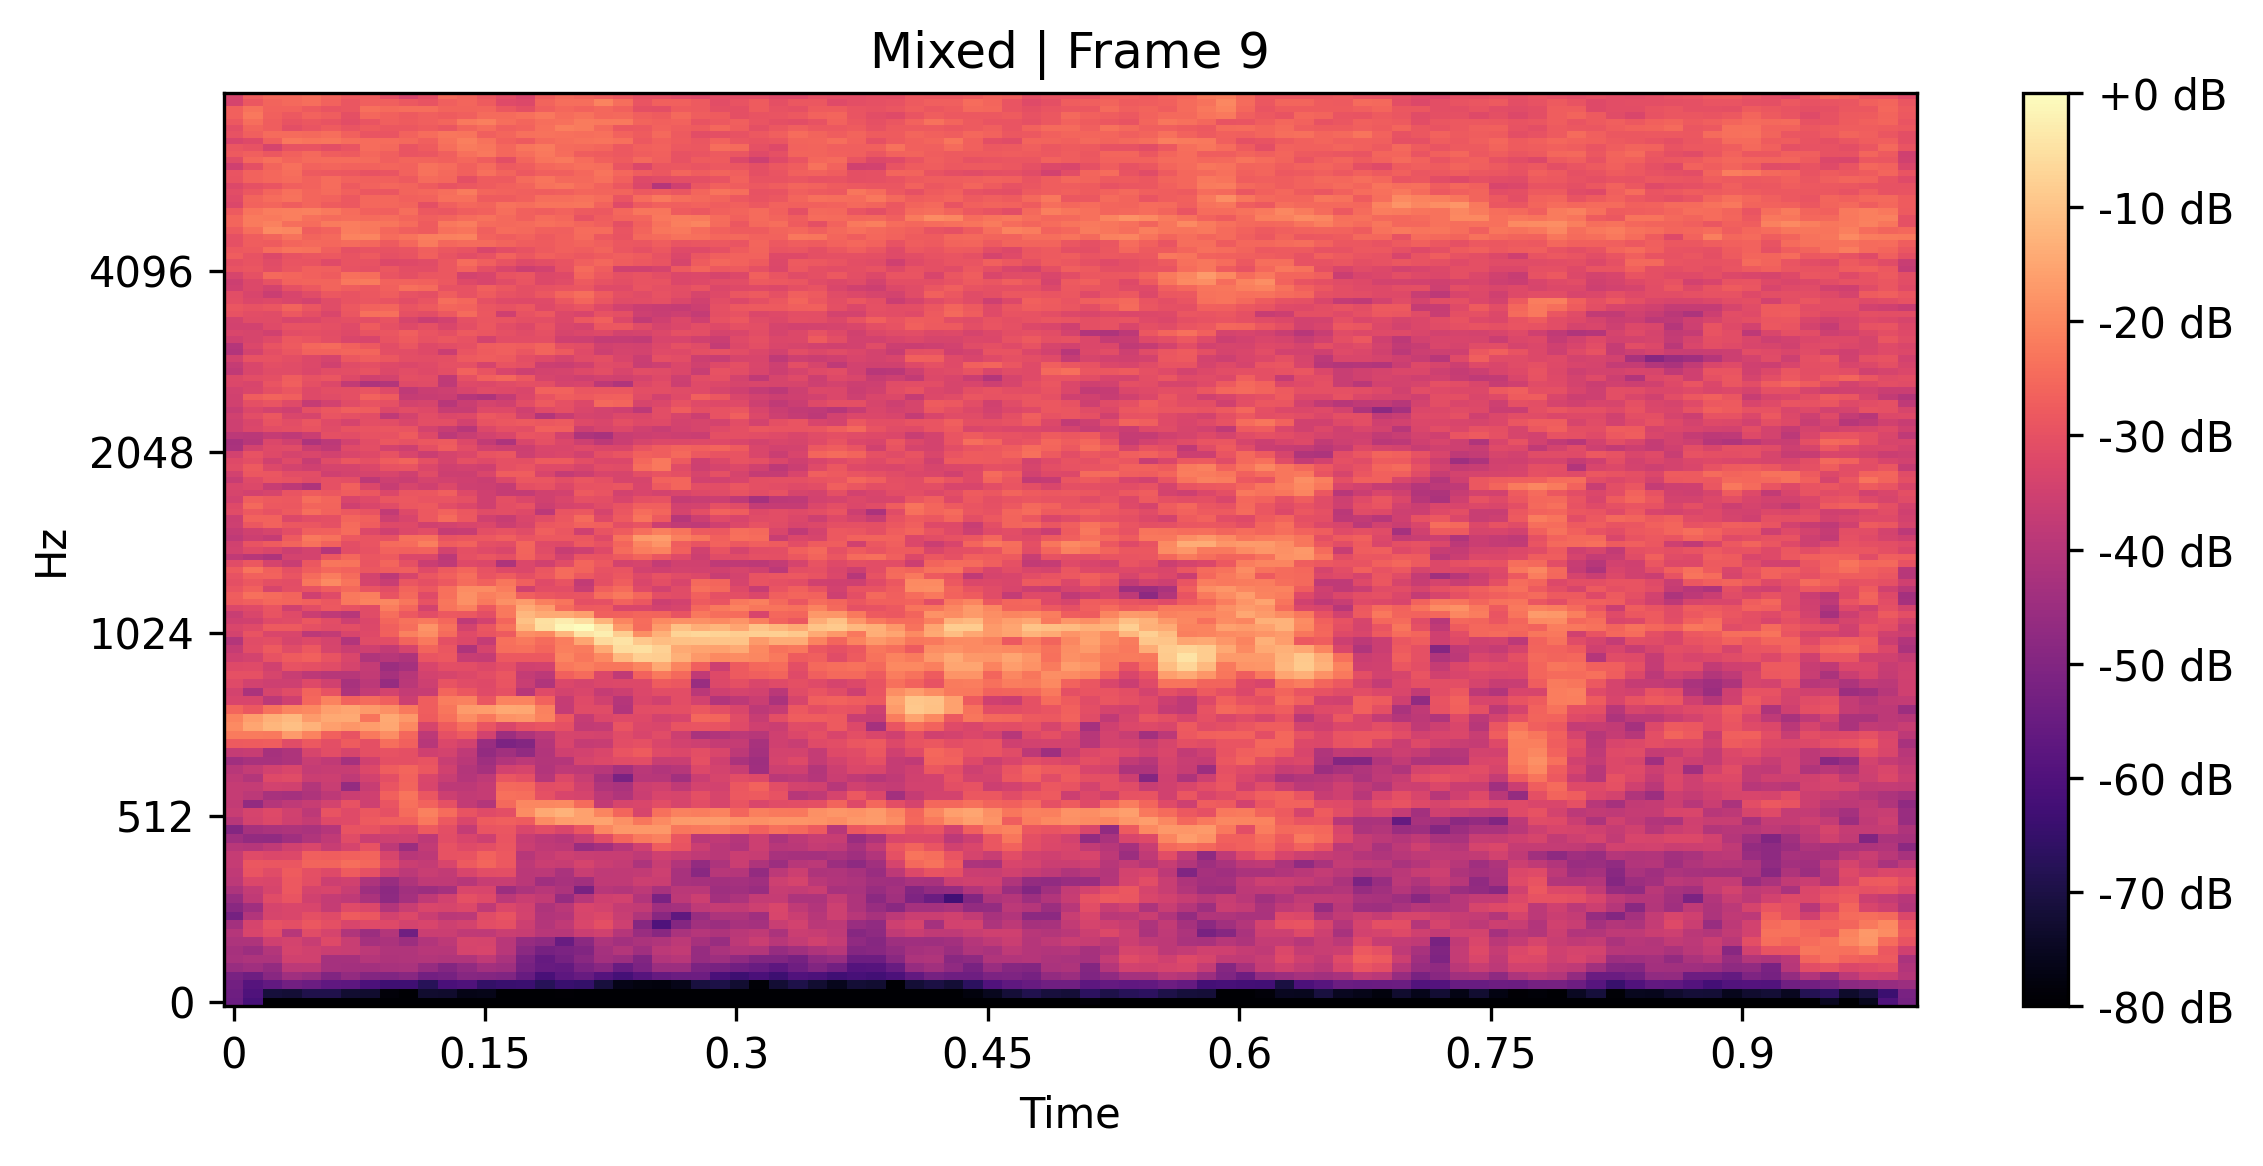 Mixed | Frame 9
+0 dB
-10 dB
-20 dB
-30 dB
-40 dB
-50 dB
-60 dB
-70 dB
-80 dB
Hz
4096
2048
1024
512
0
0 0.15 0.3 0.45 0.6 0.75 0.9
Time